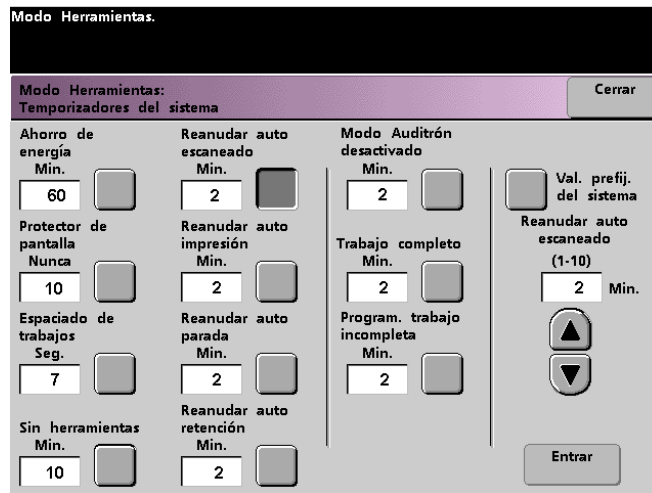 Modo Herramientas.
Modo Herramientas:
Temporizadores del sistema
Cerrar
Ahorro de
energía
Min.
60
Protector de
pantalla
Nunca
10
Espaciado de
trabajos
Seg.
7
Sin herramientas
Min.
10
Reanudar auto
escaneado
Min.
2
Reanudar auto
impresión
Min.
2
Reanudar auto
parada
Min.
2
Reanudar auto
retención
Min.
2
Modo Auditrón
desactivado
Min.
2
Trabajo completo
Min.
2
Program. trabajo
incompleta
Min.
2
Val. prefij.
del sistema
Reanudar auto
escaneado
(1-10)
2 Min.
Entrar